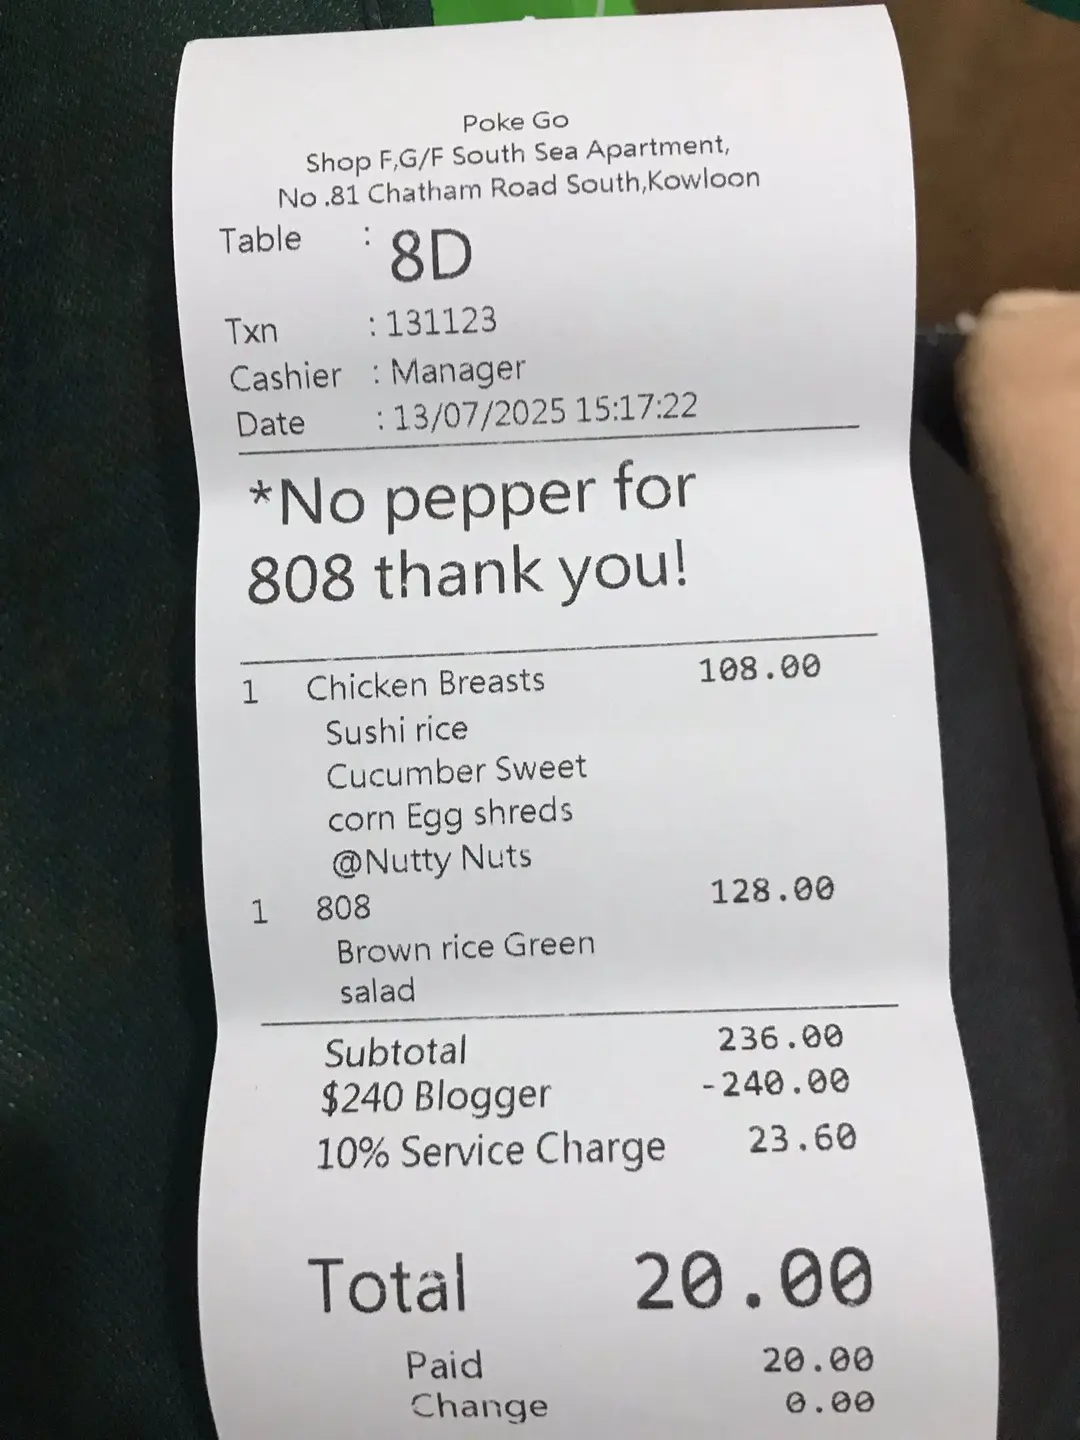 Poke Go
Shop F,G/F South Sea Apartment,
No .81 Chatham Road South,Kowloon
Table : 8D
Txn : 131123
Cashier : Manager
Date : 13/07/2025 15:17:22
*No pepper for
808 thank you!
1 Chicken Breasts 108.00
Sushi rice
Cucumber Sweet
corn Egg shreds
@Nutty Nuts
1 808 128.00
Brown rice Green
salad
Subtotal 236.00
$240 Blogger -240.00
10% Service Charge 23.60
Total 20.00
Paid 20.00
Change 0.00